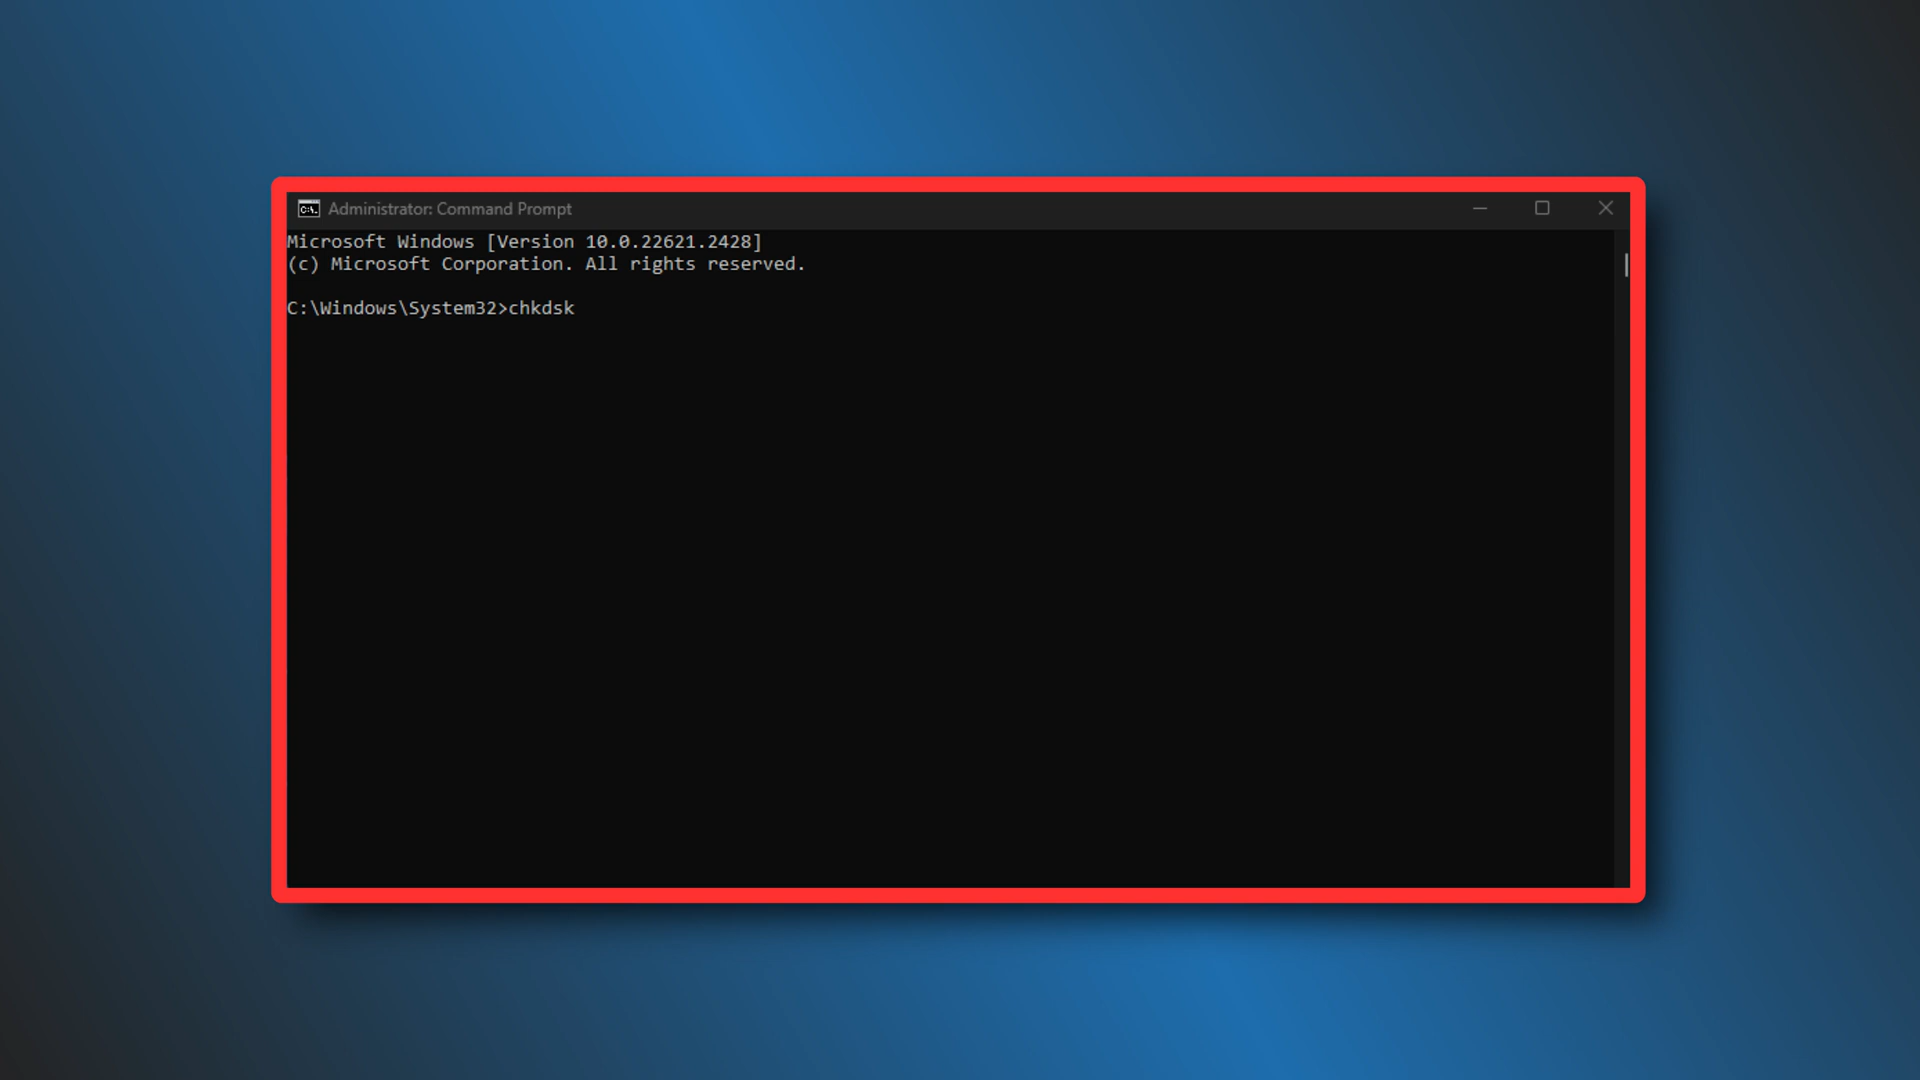 Administrator: Command Prompt
Microsoft Windows [Version 10.0.22621.2428]
(c) Microsoft Corporation. All rights reserved.
C:\Windows\System32>chkdsk